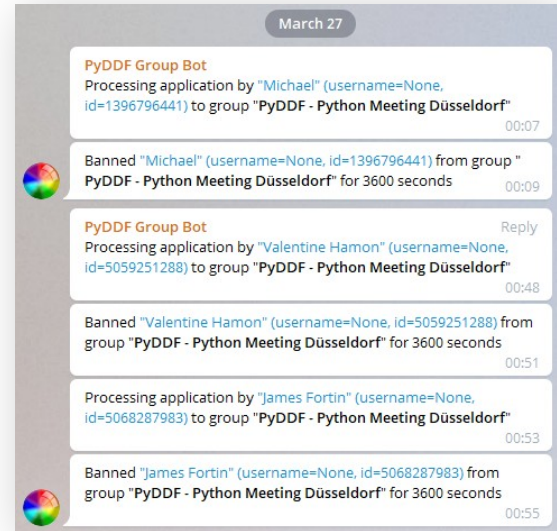 March 27
PyDDF Group Bot
Processing application by "Michael" (username=None,
id=1396796441) to group "PyDDF - Python Meeting Düsseldorf"
00:07
Banned "Michael" (username=None, id=1396796441) from group "
PyDDF - Python Meeting Düsseldorf" for 3600 seconds
00:09
PyDDF Group Bot
Reply
Processing application by "Valentine Hamon" (username=None,
id=5059251288) to group "PyDDF - Python Meeting Düsseldorf"
00:48
Banned "Valentine Hamon" (username=None, id=5059251288) from
group "PyDDF - Python Meeting Düsseldorf" for 3600 seconds
00:51
Processing application by "James Fortin" (username=None,
id=5068287983) to group "PyDDF - Python Meeting Düsseldorf"
00:53
Banned "James Fortin" (username=None, id=5068287983) from
group "PyDDF - Python Meeting Düsseldorf" for 3600 seconds
00:55